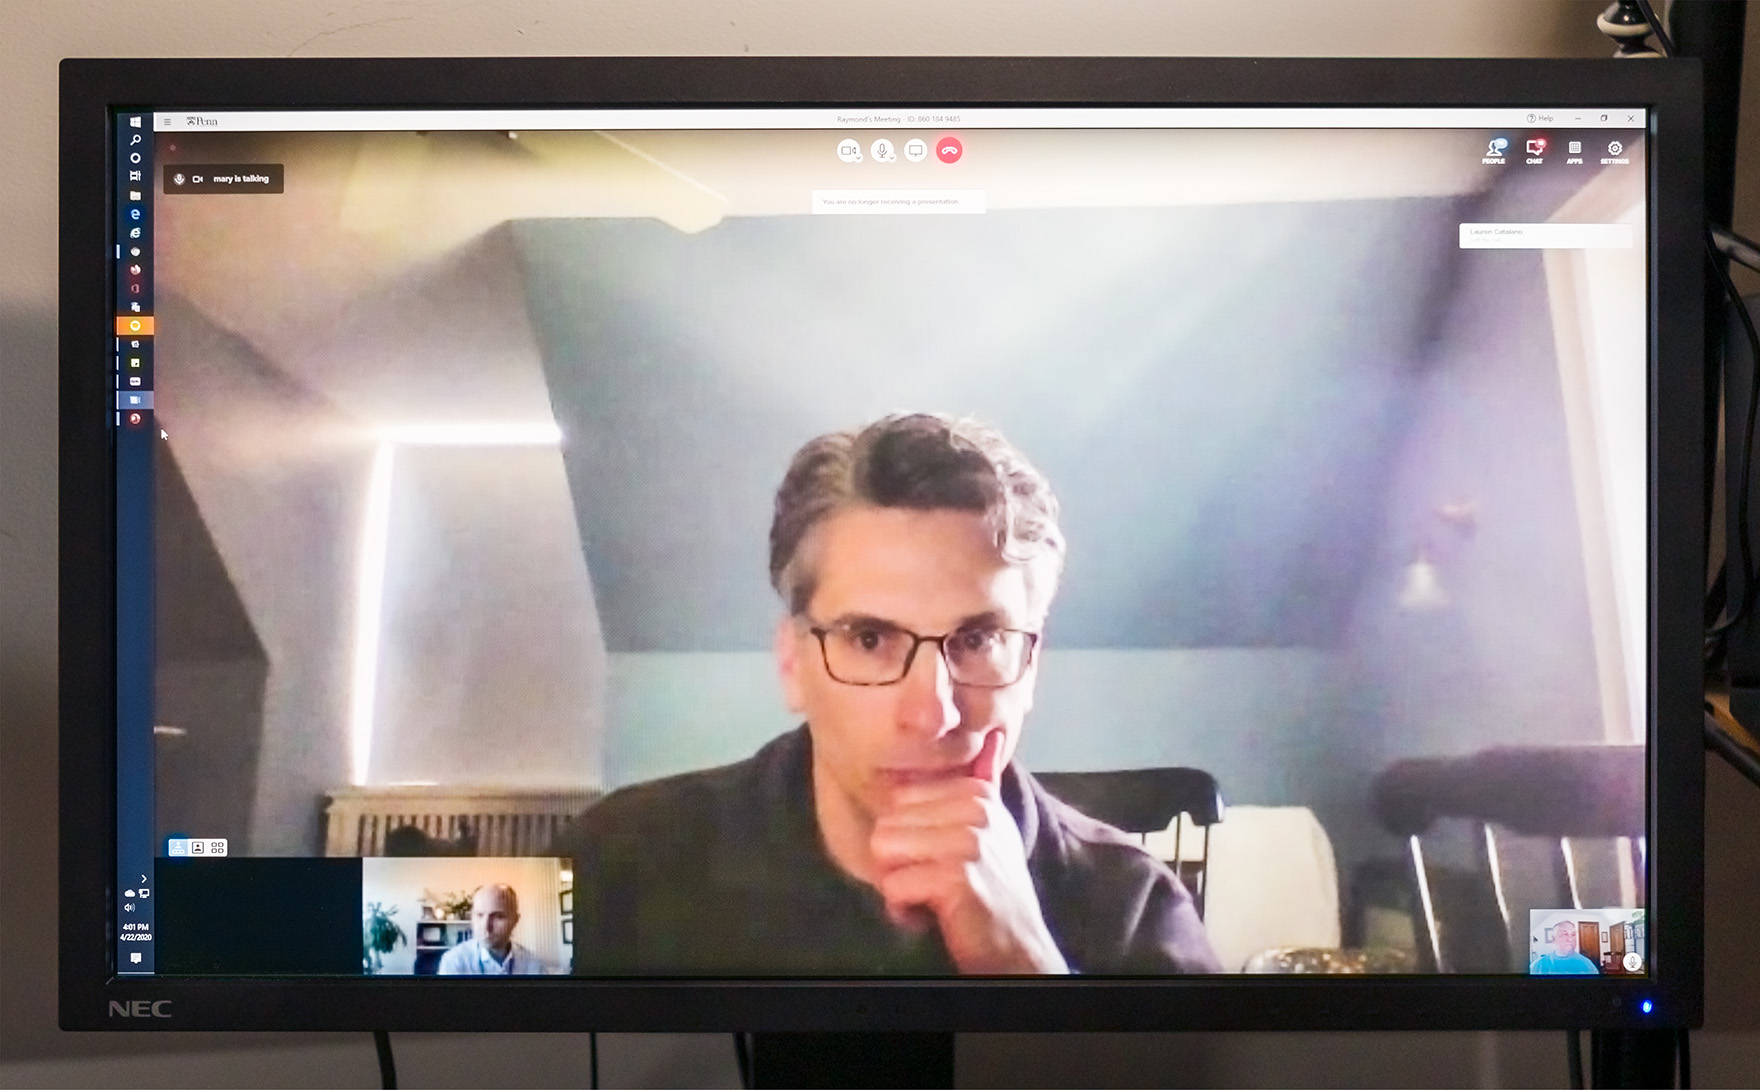 Penn
Raymond's Meeting - ID: 860 184 9485
Help
mary is talking
PEOPLE
CHAT
APPS
SETTINGS
You are no longer receiving a presentation.
Lauren Catalano
4:01 PM
4/22/2020
NEC